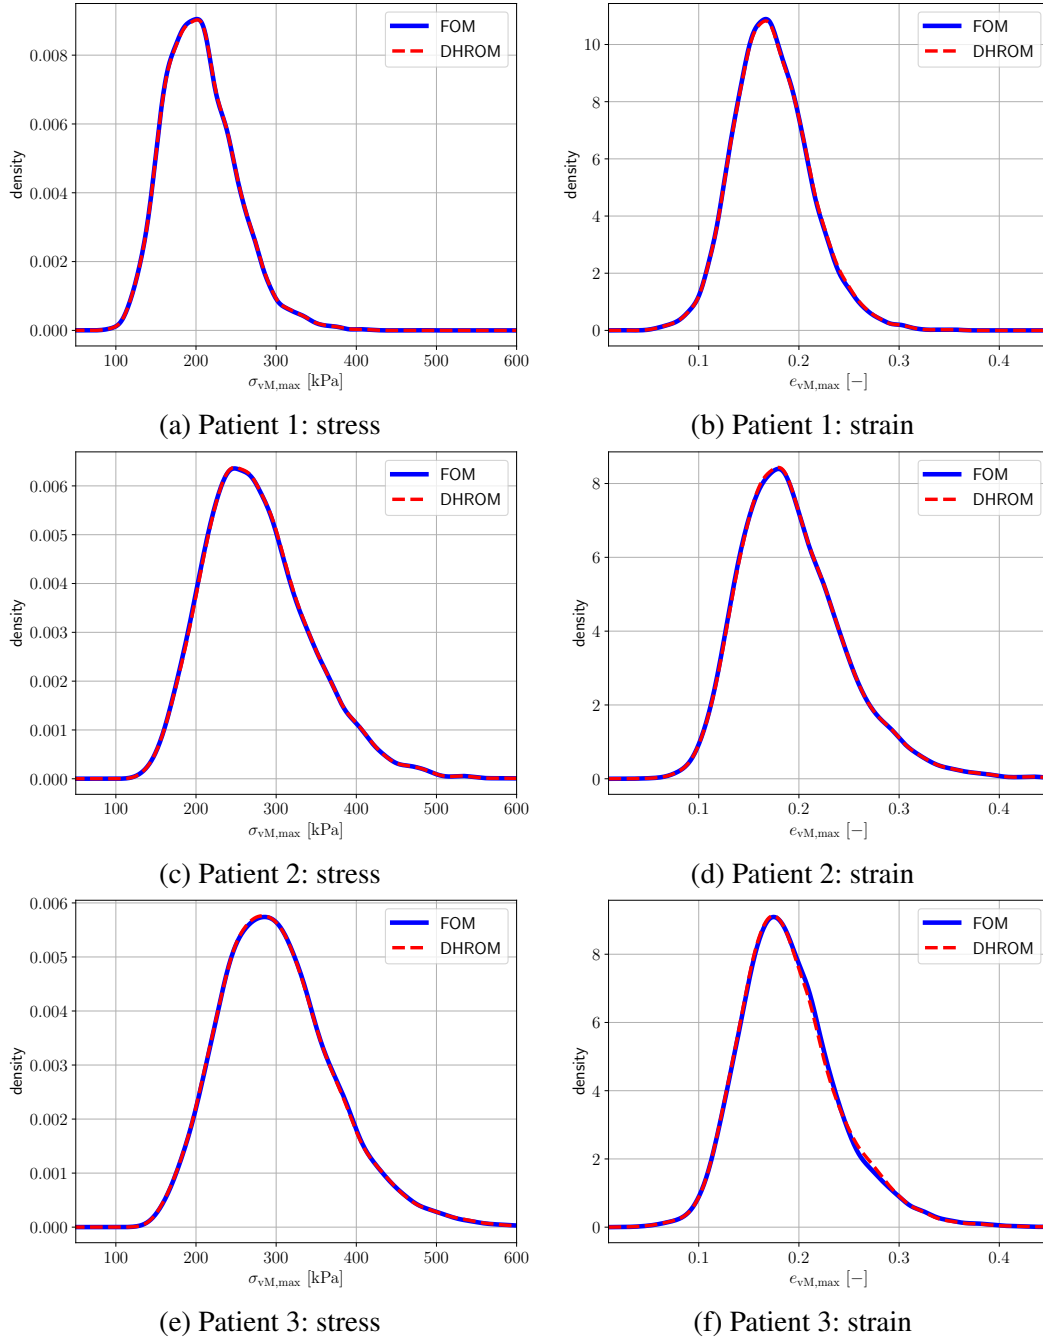 0.008
0.006
0.004
0.002
0.000
density
100 200 300 400 500 600
σvM,max [kPa]
FOM
DHROM
(a) Patient 1: stress
10
8
6
4
2
0
density
0.1 0.2 0.3 0.4
evM,max [−]
FOM
DHROM
(b) Patient 1: strain
0.006
0.005
0.004
0.003
0.002
0.001
0.000
density
100 200 300 400 500 600
σvM,max [kPa]
FOM
DHROM
(c) Patient 2: stress
8
6
4
2
0
density
0.1 0.2 0.3 0.4
evM,max [−]
FOM
DHROM
(d) Patient 2: strain
0.006
0.005
0.004
0.003
0.002
0.001
0.000
density
100 200 300 400 500 600
σvM,max [kPa]
FOM
DHROM
(e) Patient 3: stress
8
6
4
2
0
density
0.1 0.2 0.3 0.4
evM,max [−]
FOM
DHROM
(f) Patient 3: strain